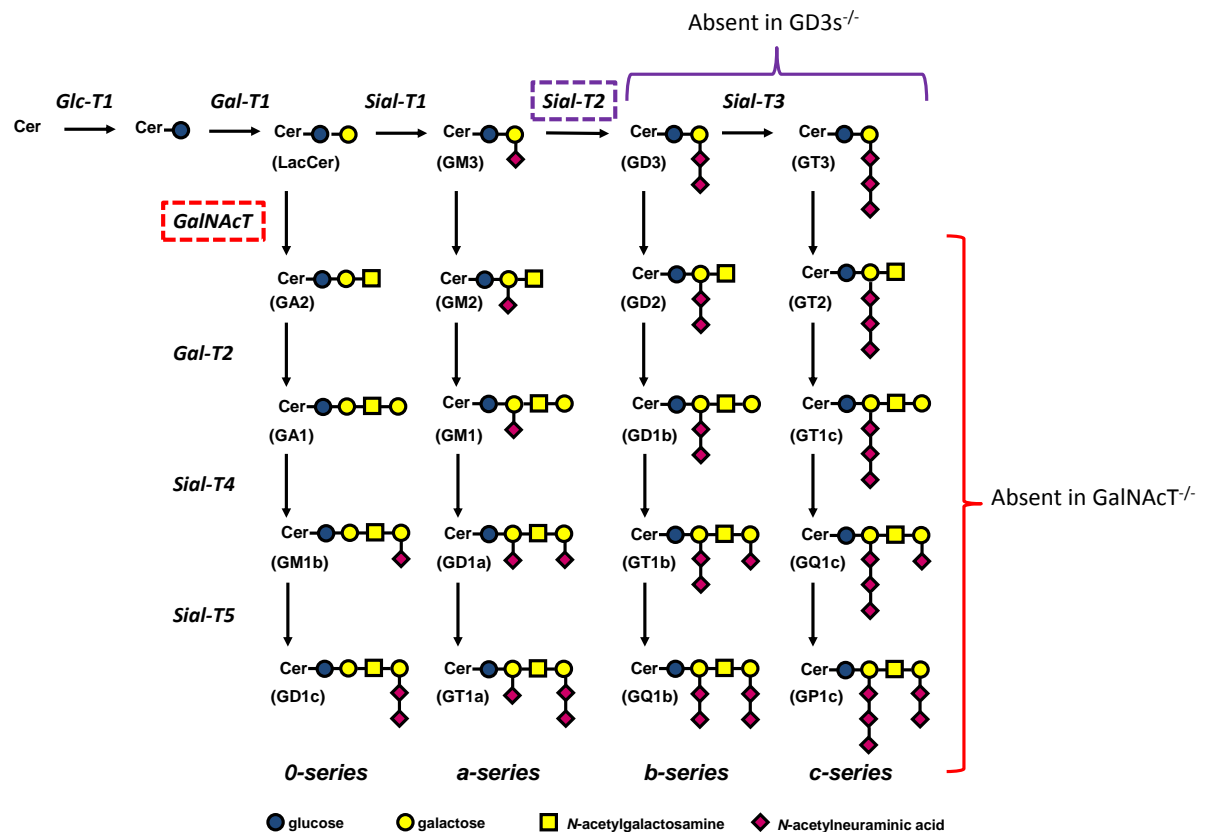 Absent in GD3s-/-
Glc-T1 Gal-T1 Sial-T1 Sial-T2 Sial-T3
Cer Cer Cer Cer Cer Cer
(LacCer) (GM3) (GD3) (GT3)
GalNAcT
Cer Cer Cer Cer
(GA2) (GM2) (GD2) (GT2)
Gal-T2
Cer Cer Cer Cer
(GA1) (GM1) (GD1b) (GT1c)
Sial-T4
Absent in GalNAcT-/-
Cer Cer Cer Cer
(GM1b) (GD1a) (GT1b) (GQ1c)
Sial-T5
Cer Cer Cer Cer
(GD1c) (GT1a) (GQ1b) (GP1c)
0-series a-series b-series c-series
glucose galactose N-acetylgalactosamine N-acetylneuraminic acid